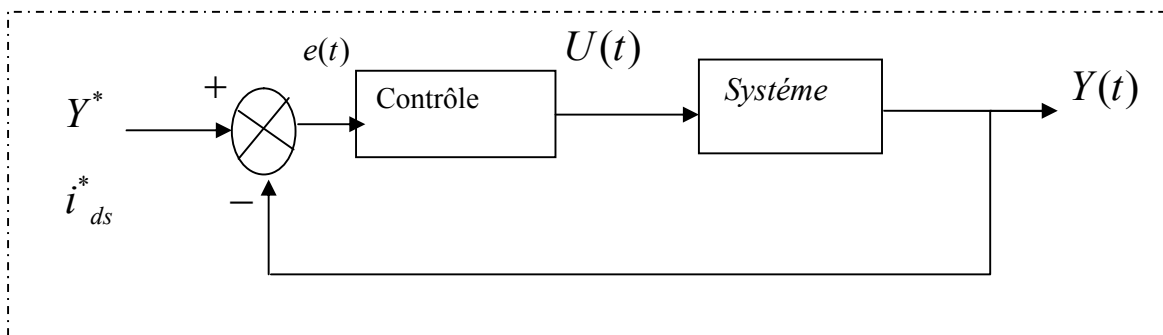 e(t)
U(t)
+
Contrôle
Systéme
Y(t)
Y*
i*ds
−